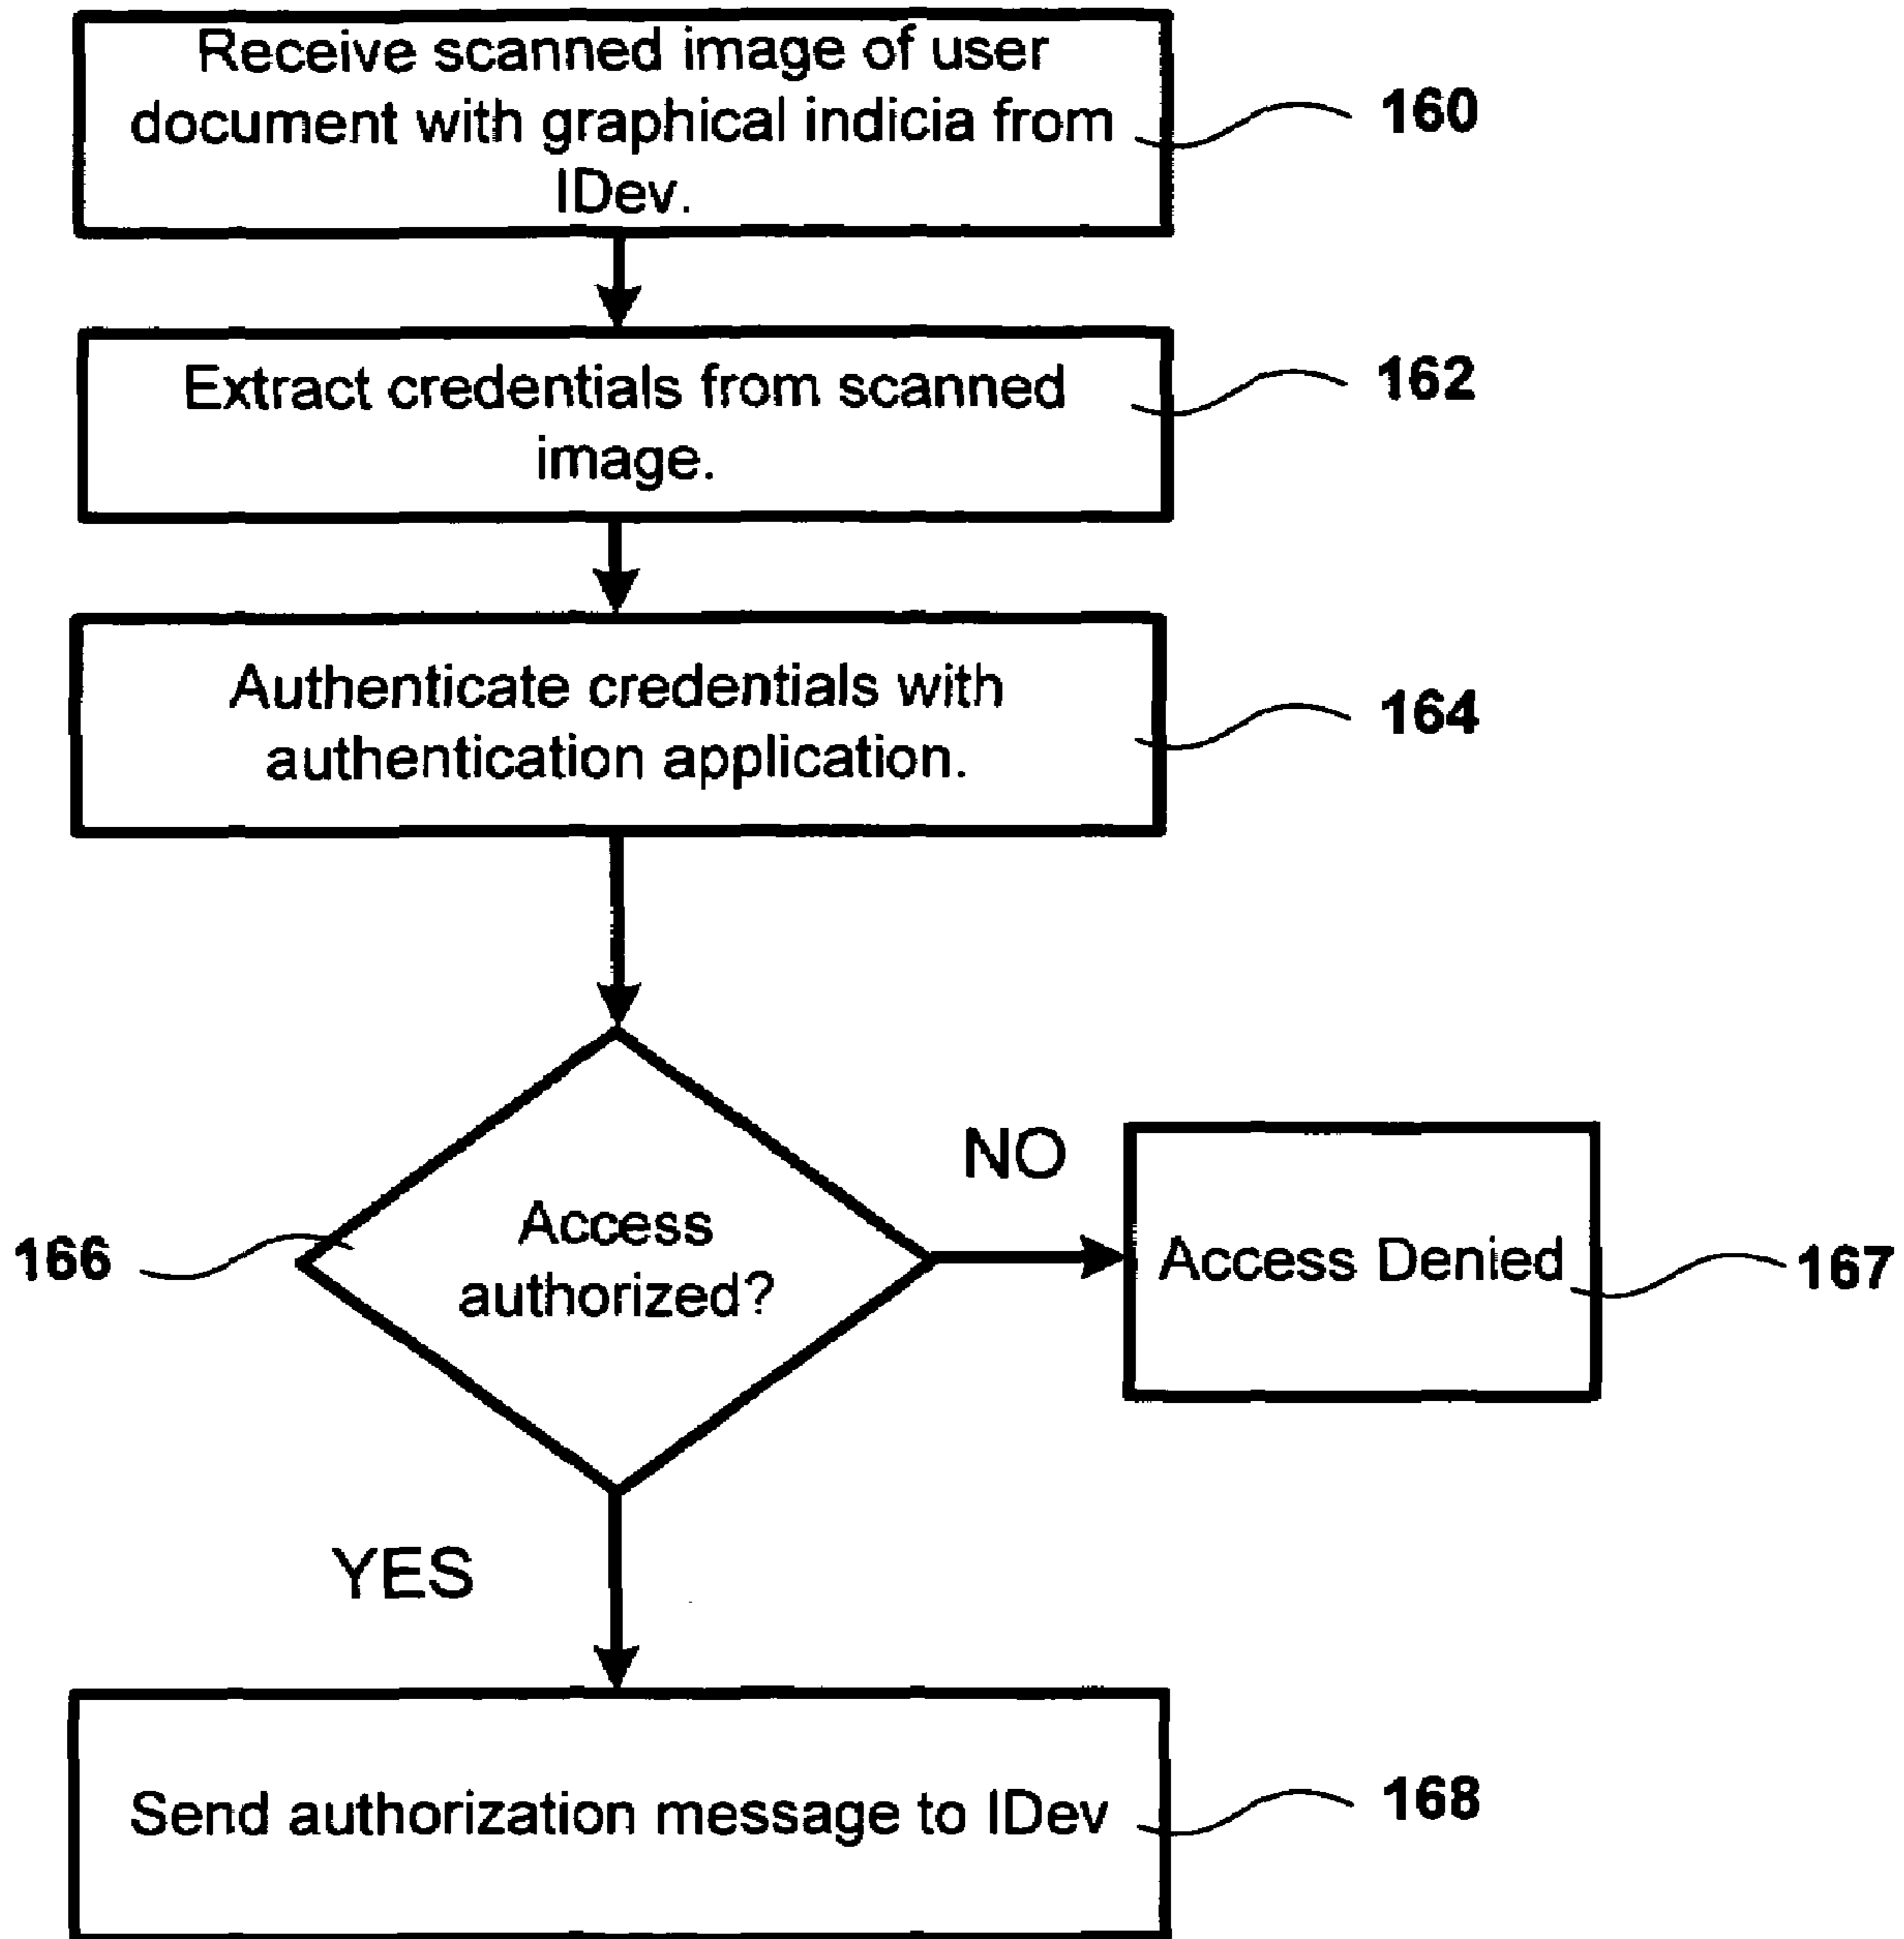 Receive scanned image of user
document with graphical indicia from
IDev.
160
Extract credentials from scanned
image.
162
Authenticate credentials with
authentication application.
164
Access
authorized?
166
NO
Access Denied
167
YES
Send authorization message to IDev
168